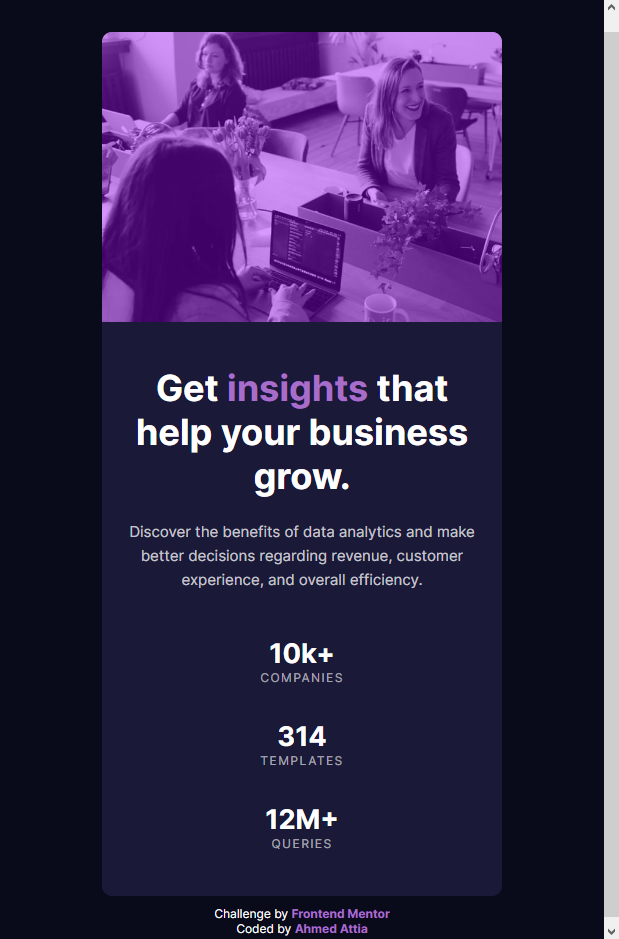 Get insights that
help your business
grow.
Discover the benefits of data analytics and make
better decisions regarding revenue, customer
experience, and overall efficiency.
10k+
COMPANIES
314
TEMPLATES
12M+
QUERIES
Challenge by Frontend Mentor
Coded by Ahmed Attia